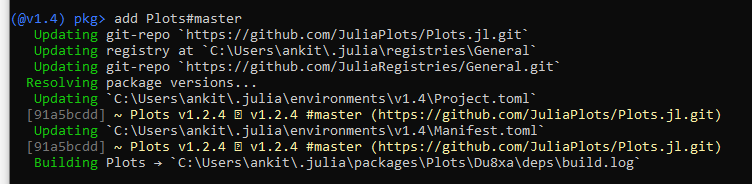 (@v1.4) pkg> add Plots#master
Updating git-repo `https://github.com/JuliaPlots/Plots.jl.git`
Updating registry at `C:\Users\ankit\.julia\registries\General`
Updating git-repo `https://github.com/JuliaRegistries/General.git`
Resolving package versions...
Updating `C:\Users\ankit\.julia\environments\v1.4\Project.toml`
[91a5bcdd] ~ Plots v1.2.4 ⍰ v1.2.4 #master (https://github.com/JuliaPlots/Plots.jl.git)
Updating `C:\Users\ankit\.julia\environments\v1.4\Manifest.toml`
[91a5bcdd] ~ Plots v1.2.4 ⍰ v1.2.4 #master (https://github.com/JuliaPlots/Plots.jl.git)
Building Plots → `C:\Users\ankit\.julia\packages\Plots\Du8xa\deps\build.log`